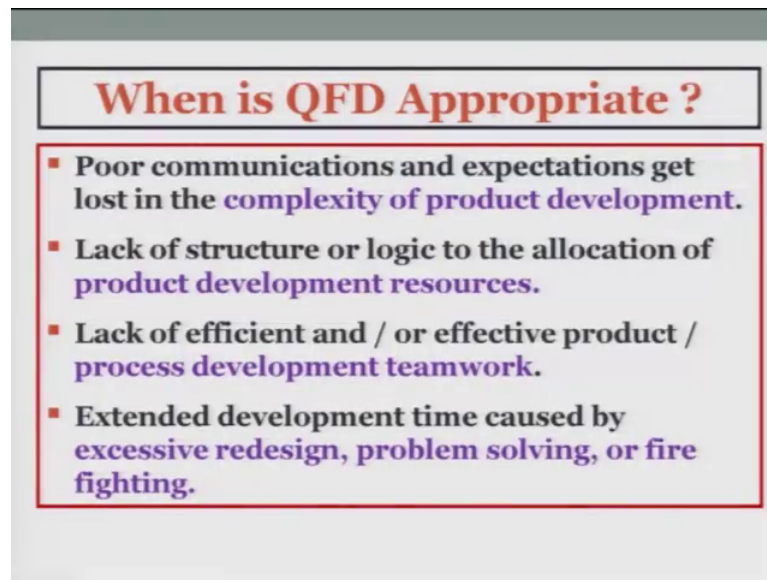 When is QFD Appropriate ?
▪ Poor communications and expectations get
lost in the complexity of product development.
▪ Lack of structure or logic to the allocation of
product development resources.
▪ Lack of efficient and / or effective product /
process development teamwork.
▪ Extended development time caused by
excessive redesign, problem solving, or fire
fighting.